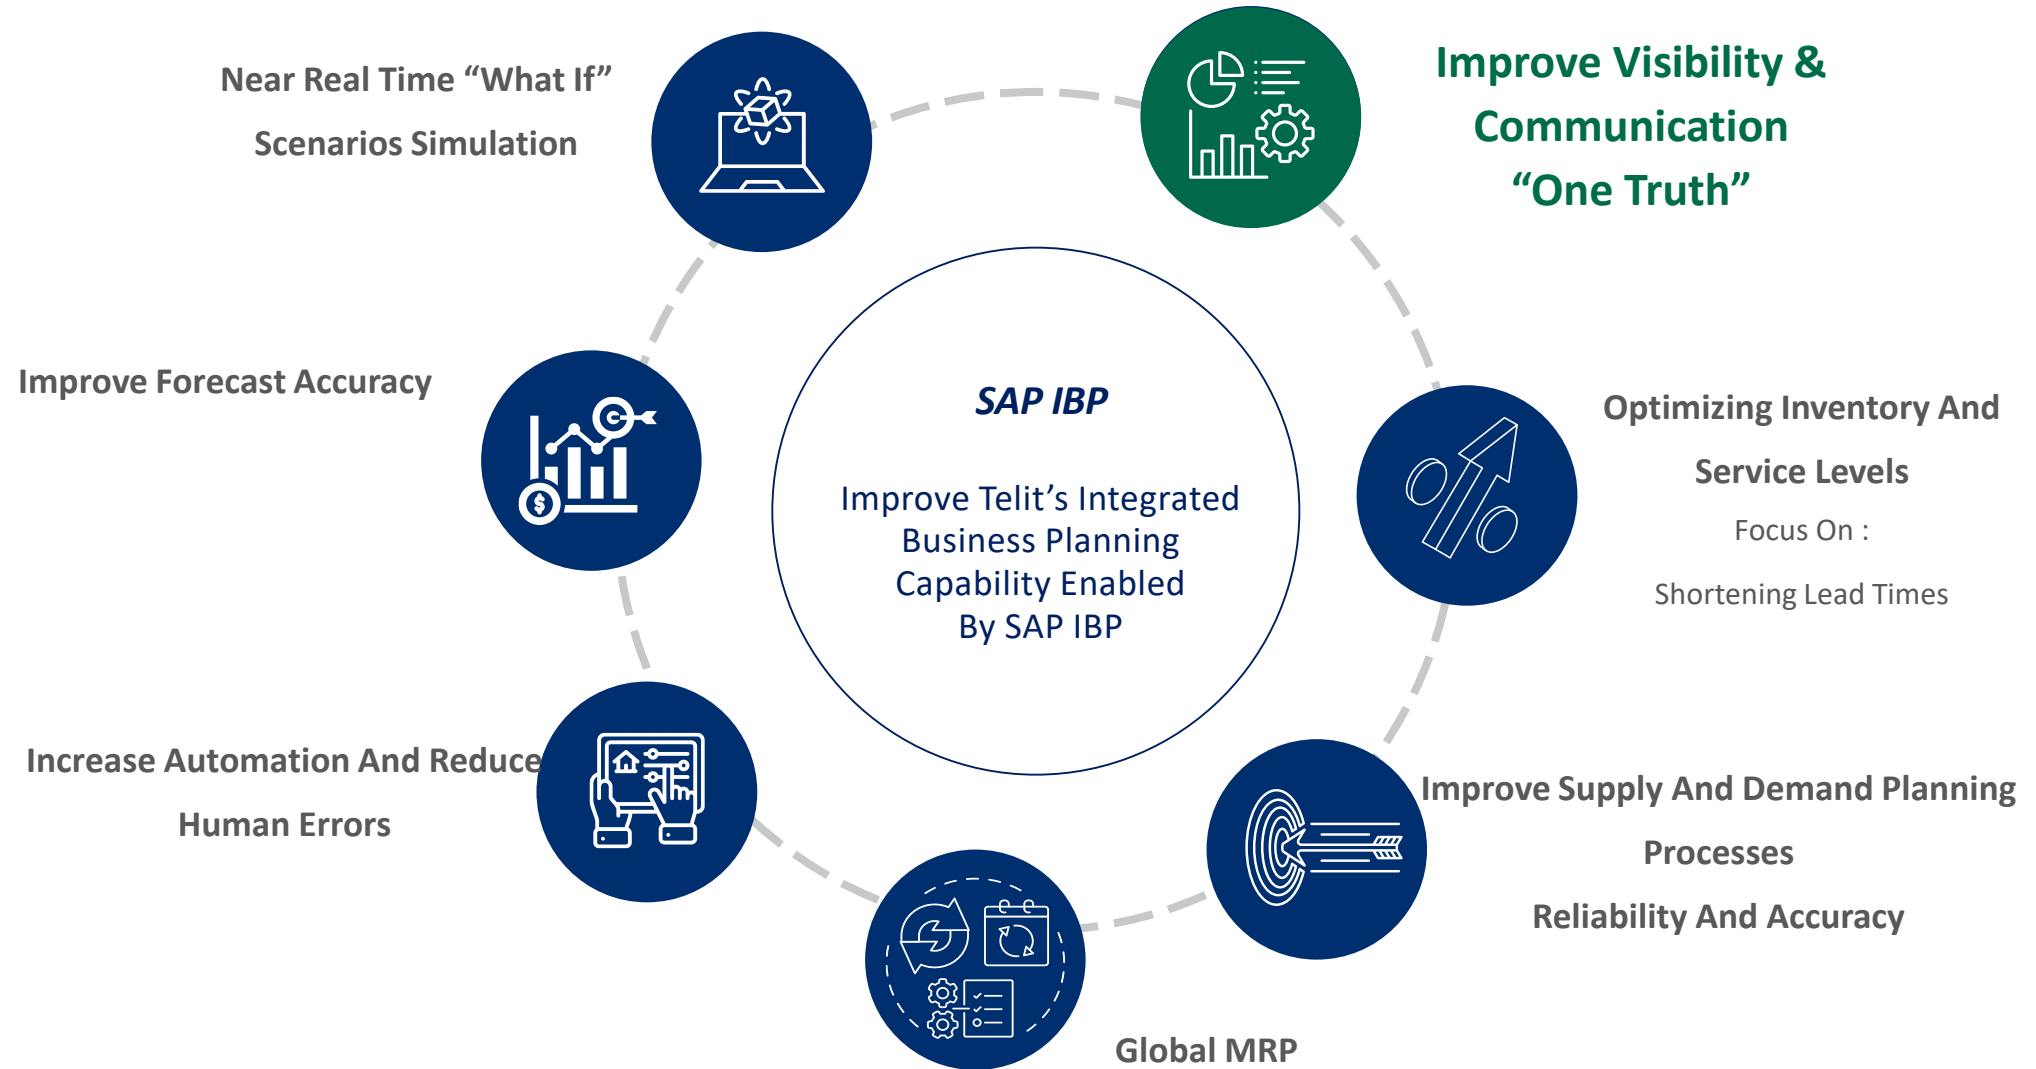 Near Real Time “What If”
Scenarios Simulation
Improve Visibility &
Communication
“One Truth”
Improve Forecast Accuracy
SAP IBP
Improve Telit’s Integrated
Business Planning
Capability Enabled
By SAP IBP
Optimizing Inventory And
Service Levels
Focus On :
Shortening Lead Times
Increase Automation And Reduce
Human Errors
Improve Supply And Demand Planning
Processes
Reliability And Accuracy
Global MRP